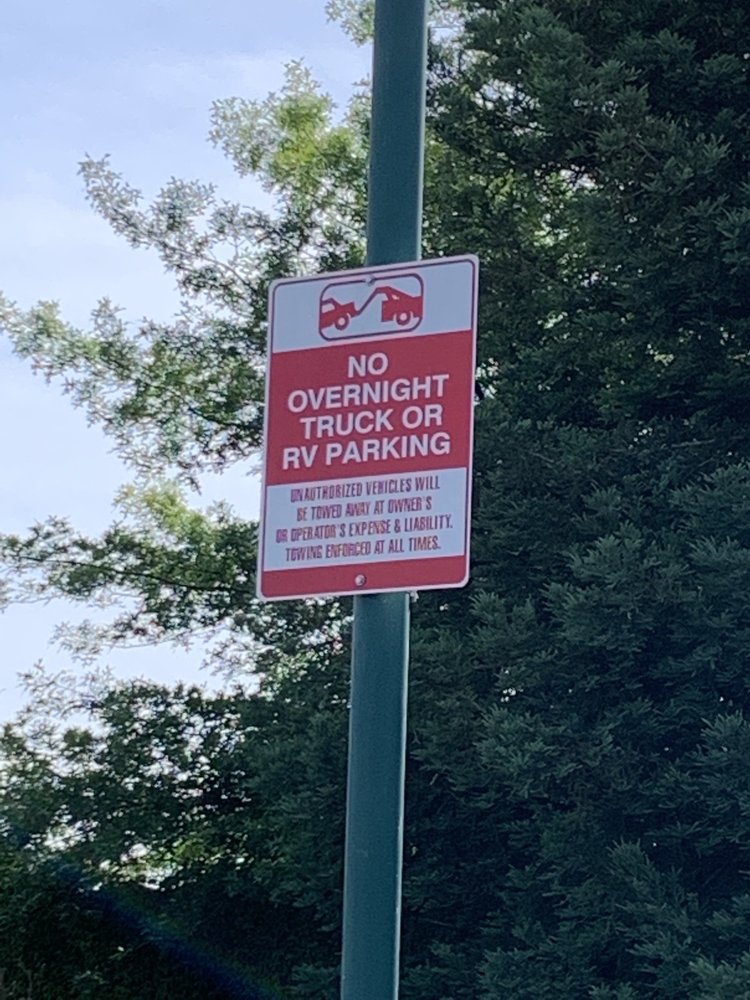 NO
OVERNIGHT
TRUCK OR
RV PARKING
UNAUTHORIZED VEHICLES WILL
BE TOWED AWAY AT OWNER'S
OR OPERATOR'S EXPENSE & LIABILITY.
TOWING ENFORCED AT ALL TIMES.